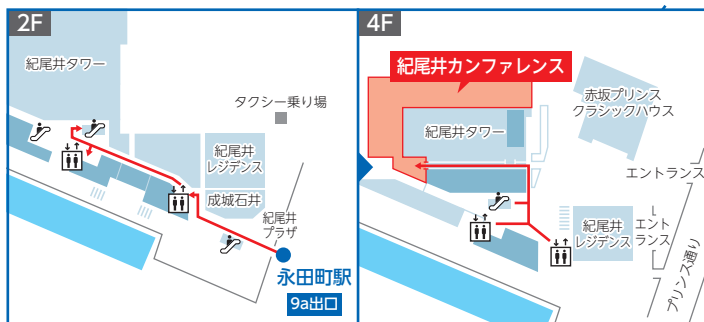 2F
紀尾井タワー
タクシー乗り場
紀尾井
レジデンス
成城石井
紀尾井
プラザ
永田町駅
9a出口
4F
紀尾井カンファレンス
赤坂プリンス
クラシックハウス
紀尾井タワー
エントランス
紀尾井
レジデンス
エント
ランス
プリンス通り